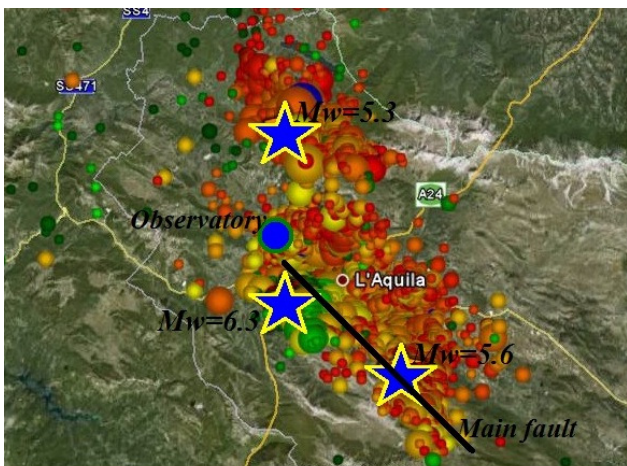 SS4
SS471
Mw=5.3
A24
Observatory
L'Aquila
Mw=6.3
Mw=5.6
Main fault